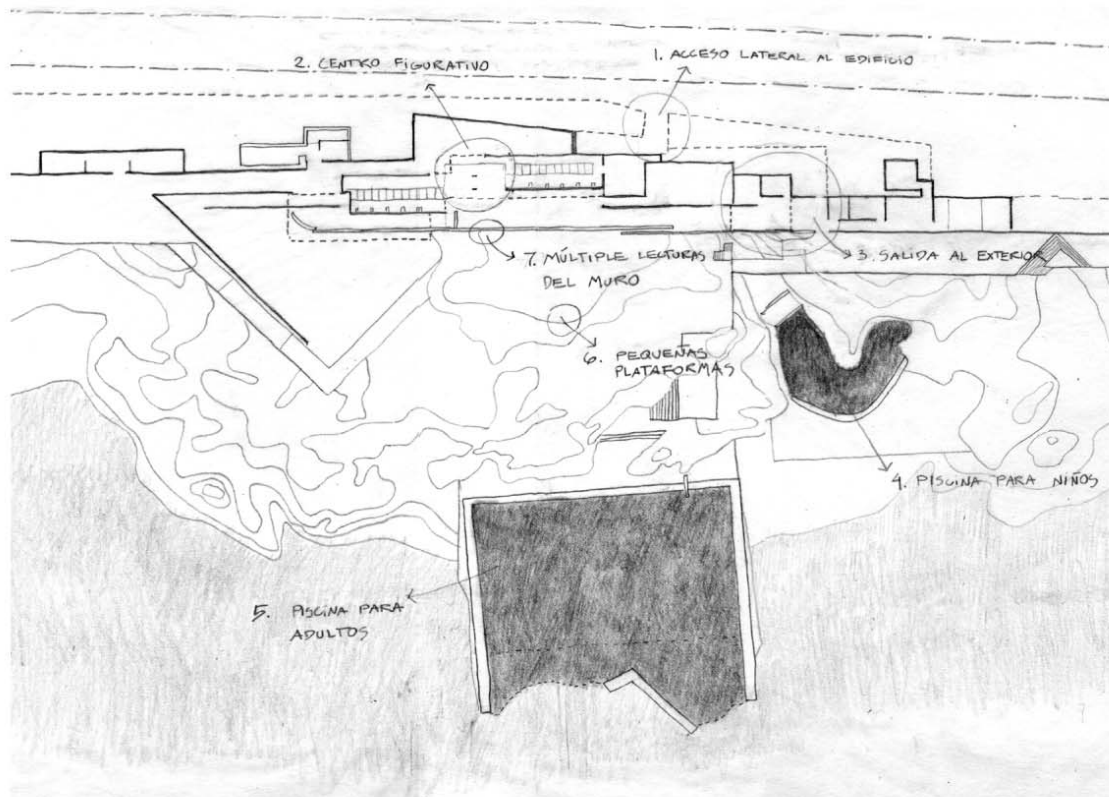 1. ACCESO LATERAL AL EDIFICIO
2. CENTRO FIGURATIVO
7. MÚLTIPLE LECTURAS
DEL MURO
3. SALIDA AL EXTERIOR
6. PEQUEÑAS
PLATAFORMAS
4. PISCINA PARA NIÑOS
5. PISCINA PARA
ADULTOS